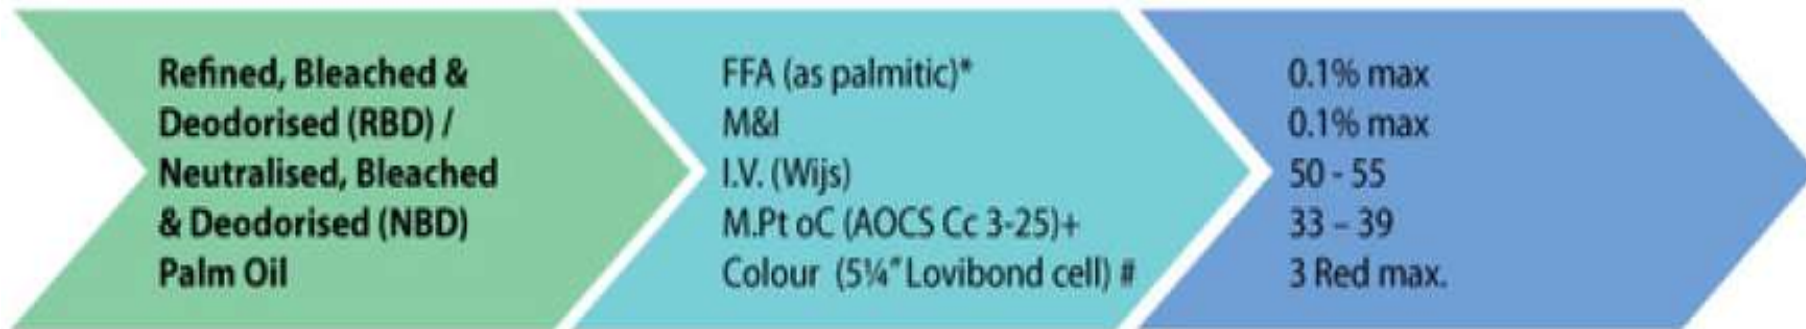 Refined, Bleached &
Deodorised (RBD) /
Neutralised, Bleached
& Deodorised (NBD)
Palm Oil
FFA (as palmitic)*
M&I
I.V. (Wijs)
M.Pt oC (AOCS Cc 3-25)+
Colour (5¼" Lovibond cell) #
0.1% max
0.1% max
50 - 55
33 – 39
3 Red max.